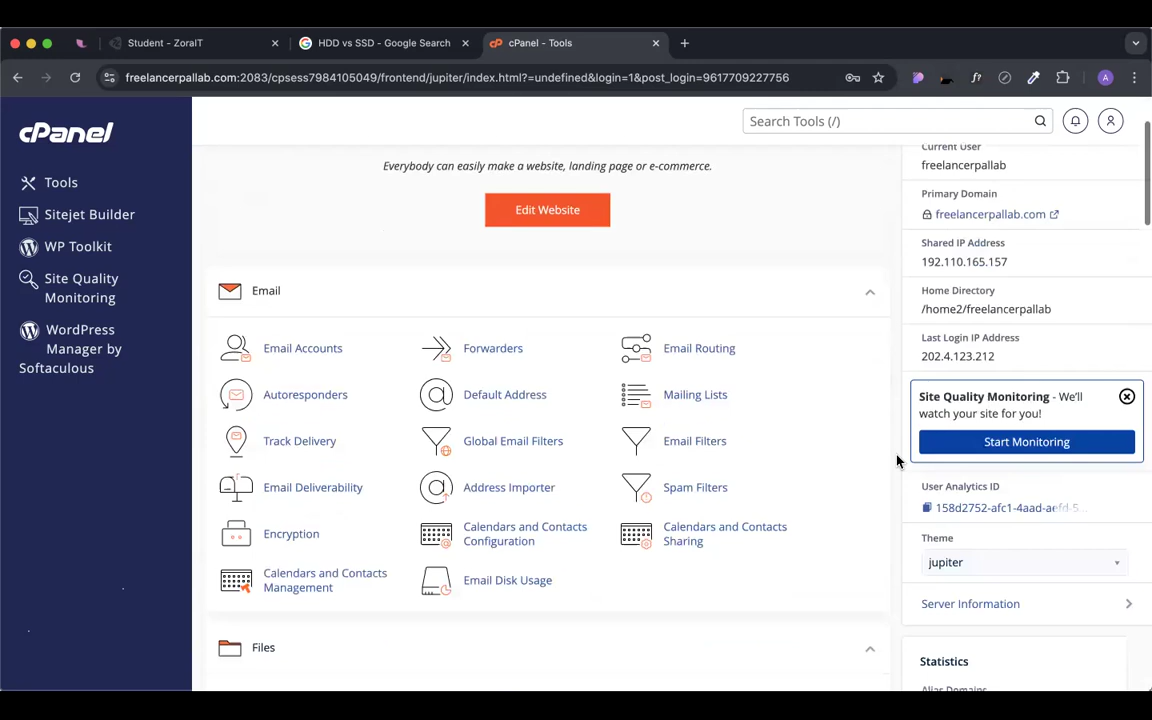 Student - ZoraIT
HDD vs SSD - Google Search
cPanel - Tools
freelancerpallab.com:2083/cpsess7984105049/frontend/jupiter/index.html?=undefined&login=1&post_login=9617709227756
f?
A
cPanel
Search Tools (/)
Tools
Sitejet Builder
WP Toolkit
Site Quality
Monitoring
WordPress
Manager by
Softaculous
Everybody can easily make a website, landing page or e-commerce.
Edit Website
Email
Email Accounts
Forwarders
Email Routing
Autoresponders
Default Address
Mailing Lists
Track Delivery
Global Email Filters
Email Filters
Email Deliverability
Address Importer
Spam Filters
Encryption
Calendars and Contacts
Configuration
Calendars and Contacts
Sharing
Calendars and Contacts
Management
Email Disk Usage
Files
Current User
freelancerpallab
Primary Domain
freelancerpallab.com
Shared IP Address
192.110.165.157
Home Directory
/home2/freelancerpallab
Last Login IP Address
202.4.123.212
Site Quality Monitoring - We'll
watch your site for you!
Start Monitoring
User Analytics ID
158d2752-afc1-4aad-aefd-5...
Theme
jupiter
Server Information
Statistics
Alias Domains